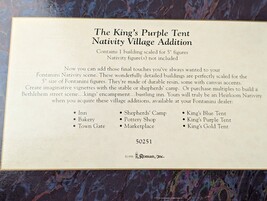 The King's Purple Tent
Nativity Village Addition
Contains 1 building scaled for 5" figures
Nativity figure(s) not included
Now you can add those final touches you've always wanted to your
Fontanini Nativity scene. These wonderfully detailed buildings are perfectly scaled for the
5" size of Fontanini figures. They're made of durable resin, some with canvas accents.
Create imaginative vignettes with the stable or shepherds' camp. Or purchase multiples to build a
Bethlehem street scene... kings' encampment... bustling inn. Yours will truly be an Heirloom Nativity
when you acquire these village additions, available at your Fontanini dealer.
• Inn • Shepherds' Camp • King's Blue Tent
• Bakery • Pottery Shop • King's Purple Tent
• Town Gate • Marketplace • King's Gold Tent
50251
Roman, Inc.